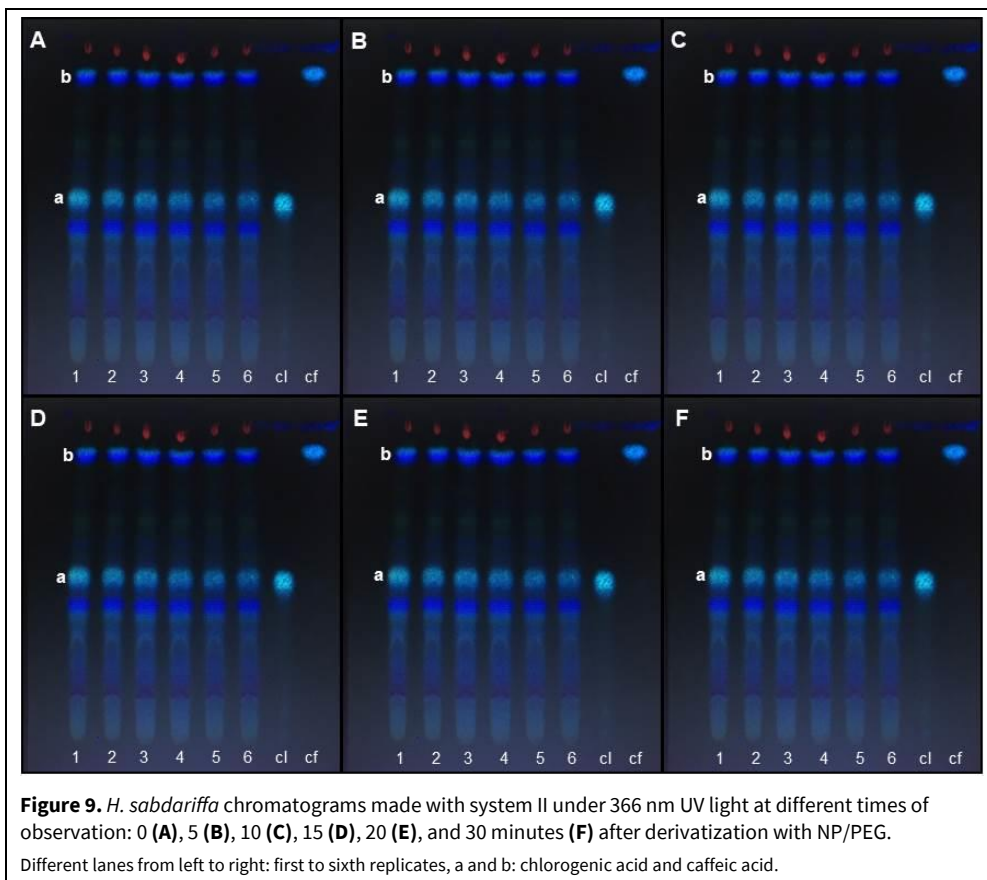 A B C
b b b
a a a
1 2 3 4 5 6 cl cf 1 2 3 4 5 6 cl cf 1 2 3 4 5 6 cl cf
D E F
b b b
a a a
1 2 3 4 5 6 cl cf 1 2 3 4 5 6 cl cf 1 2 3 4 5 6 cl cf
Figure 9. H. sabdariffa chromatograms made with system II under 366 nm UV light at different times of
observation: 0 (A), 5 (B), 10 (C), 15 (D), 20 (E), and 30 minutes (F) after derivatization with NP/PEG.
Different lanes from left to right: first to sixth replicates, a and b: chlorogenic acid and caffeic acid.